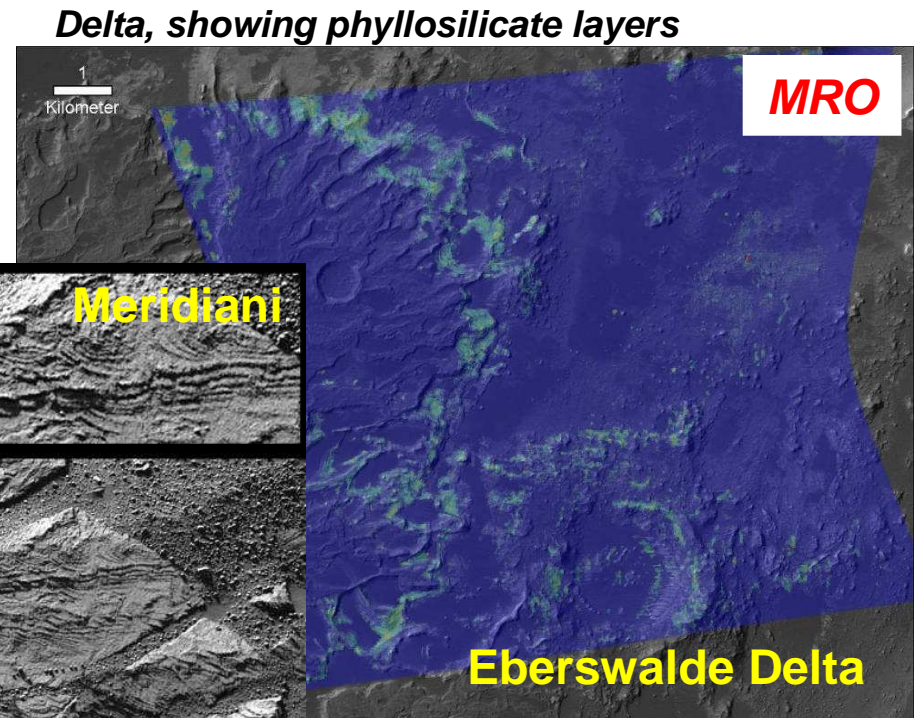 Delta, showing phyllosilicate layers
1
Kilometer
MRO
Meridiani
Eberswalde Delta